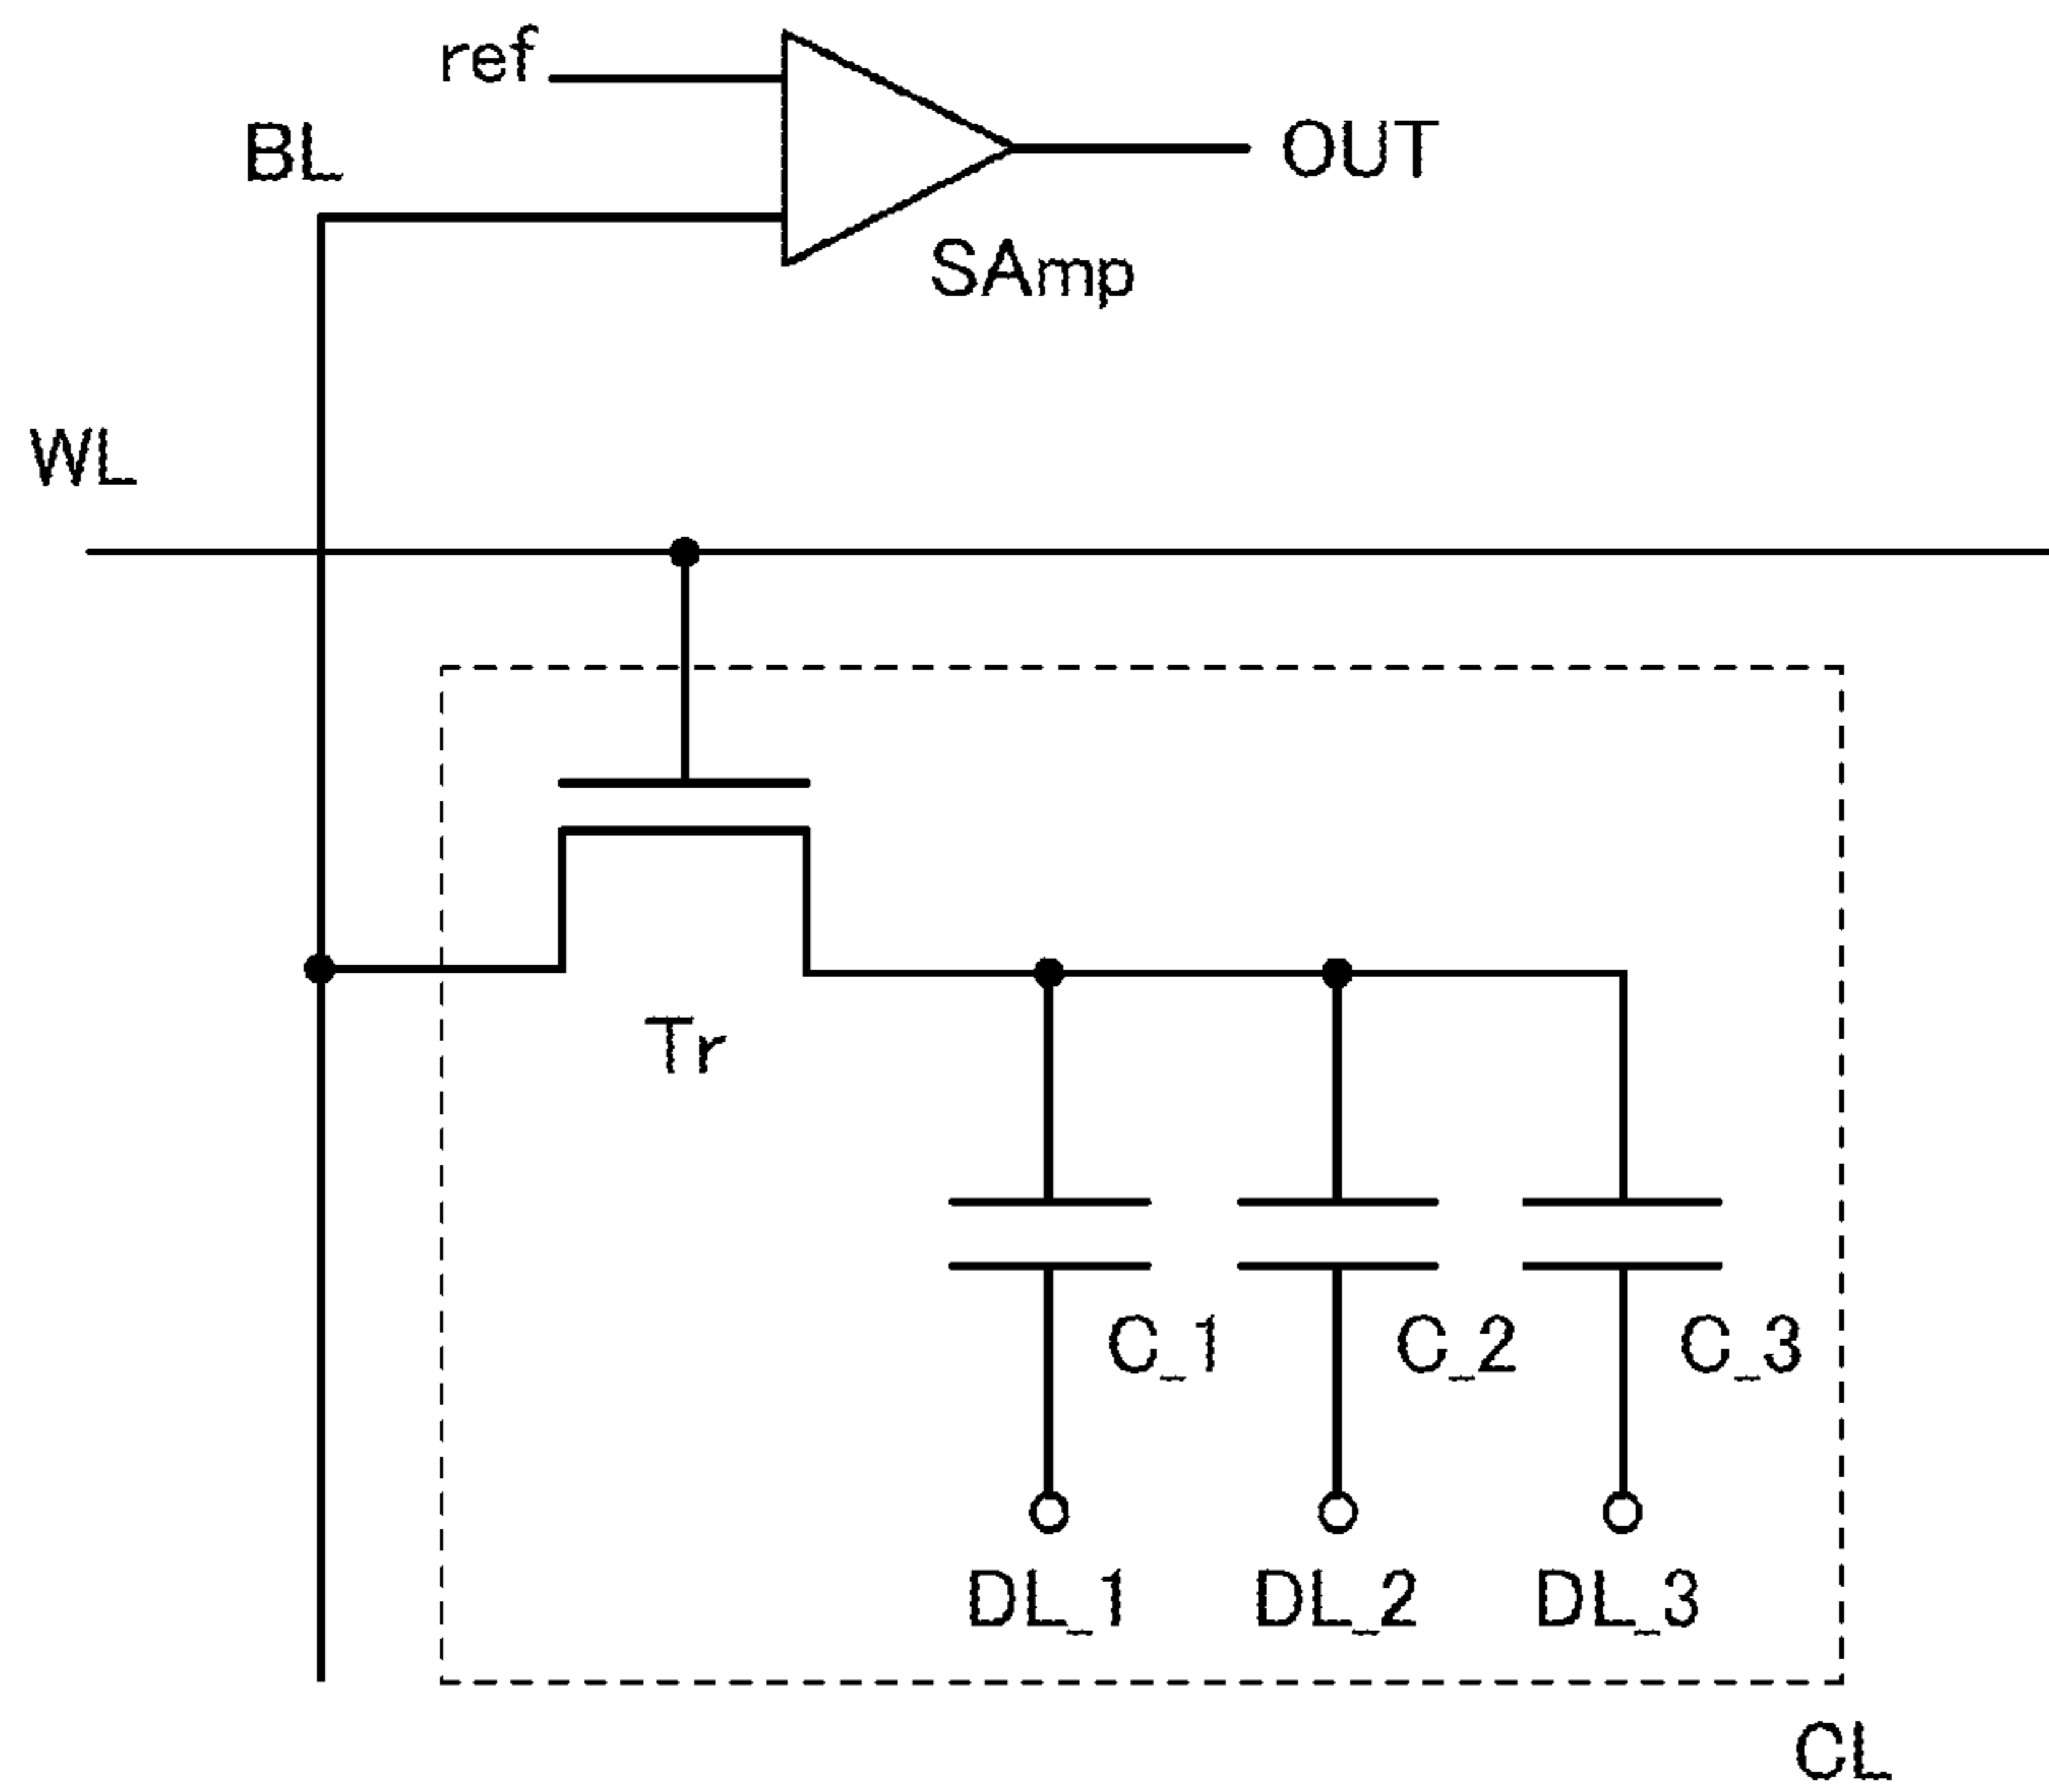 ref
BL
OUT
SAmp
WL
Tr
C_1
C_2
C_3
DL_1
DL_2
DL_3
CL